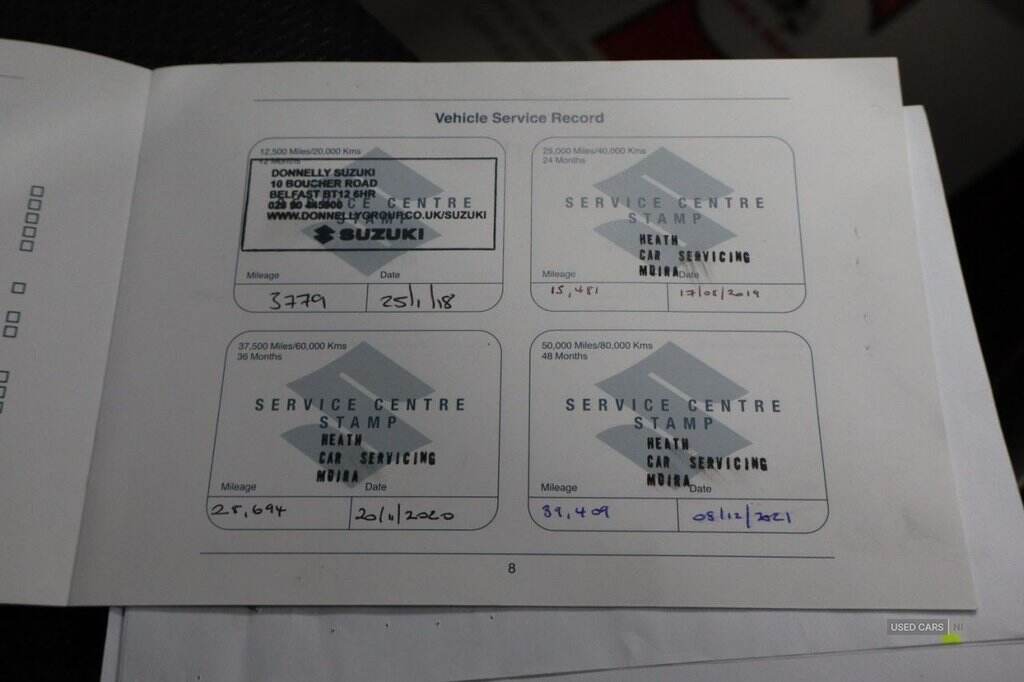 Vehicle Service Record
12,500 Miles/20,000 Kms
12 Months
DONNELLY SUZUKI
10 BOUCHER ROAD
BELFAST BT12 6HR
WWW.DONNELLYGROUP.CO.UK/SUZUKI
SUZUKI
Mileage Date
3779 25/1/18
25,000 Miles/40,000 Kms
24 Months
SERVICE CENTRE
STAMP
HEATH
CAR SERVICING
MOIRA
Mileage Date
15,481 17/05/2019
37,500 Miles/60,000 Kms
36 Months
SERVICE CENTRE
STAMP
HEATH
CAR SERVICING
MOIRA
Mileage Date
25,694 20/11/2020
50,000 Miles/80,000 Kms
48 Months
SERVICE CENTRE
STAMP
HEATH
CAR SERVICING
MOIRA
Mileage Date
39,409 08/12/2021
8
USED CARS NI